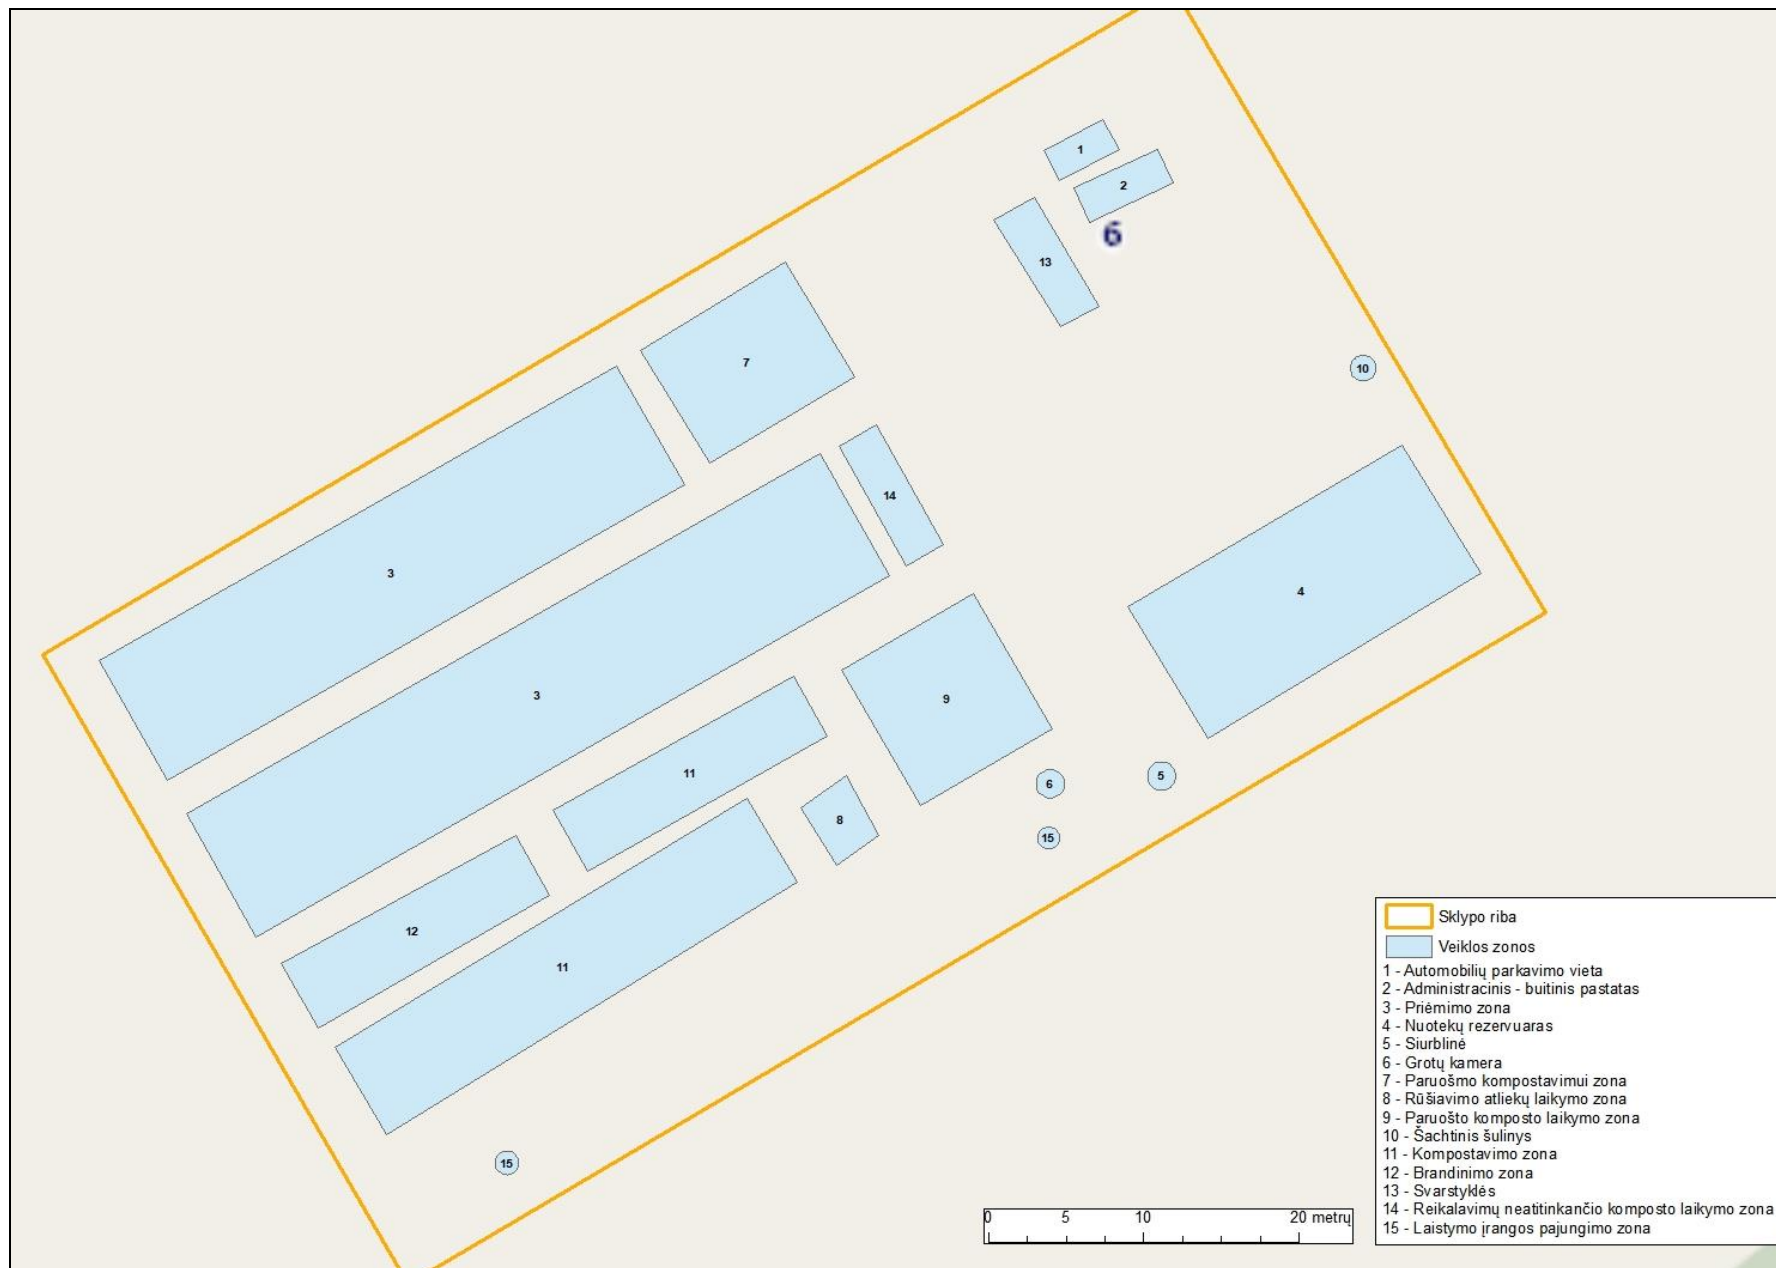 1
2
6
13
7
10
14
3
4
3
9
11
6
5
8
15
12
11
15
Sklypo riba
Veiklos zonos
1 - Automobilių parkavimo vieta
2 - Administracinis - buitinis pastatas
3 - Priėmimo zona
4 - Nuotekų rezervuaras
5 - Siurblinė
6 - Grotų kamera
7 - Paruošmo kompostavimui zona
8 - Rūšiavimo atliekų laikymo zona
9 - Paruošto komposto laikymo zona
10 - Šachtinis šulinys
11 - Kompostavimo zona
12 - Brandinimo zona
13 - Svarstyklės
14 - Reikalavimų neatitinkančio komposto laikymo zona
15 - Laistymo įrangos pajungimo zona
0 5 10 20 metrų